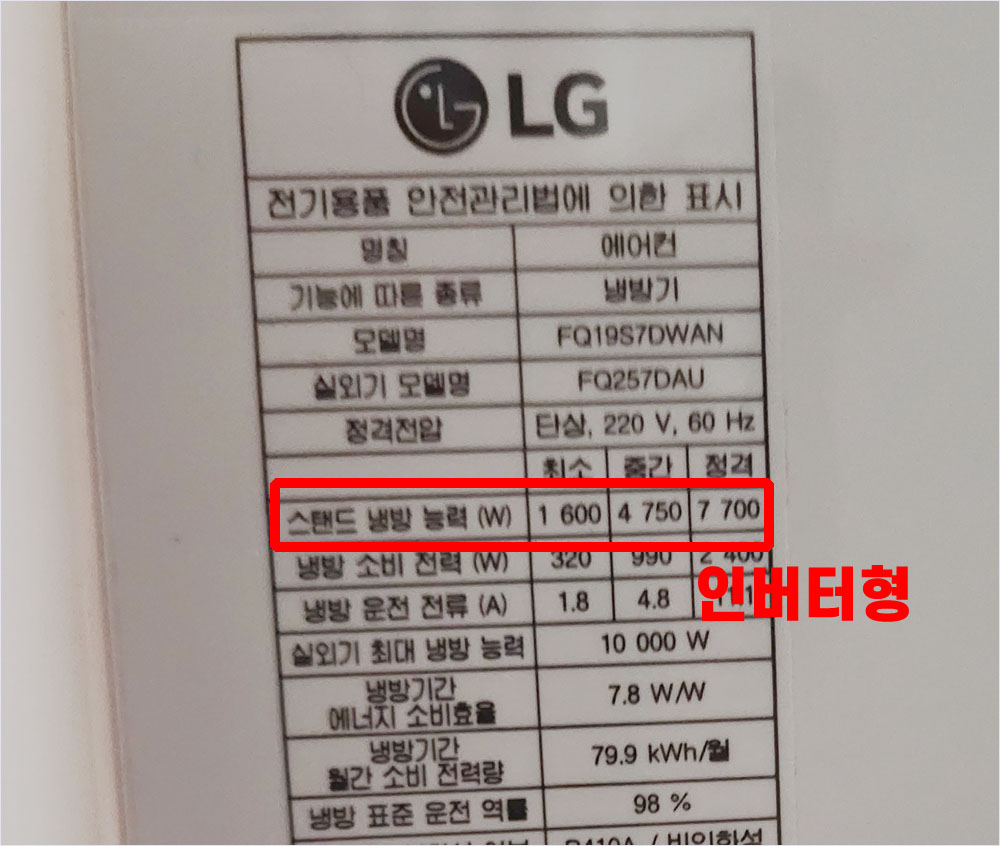 LG
전기용품 안전관리법에 의한 표시
명칭 에어컨
기능에 따른 종류 냉방기
모델명 FQ19S7DWAN
실외기 모델명 FQ257DAU
정격전압 단상, 220 V, 60 Hz
최소 중간 정격
스탠드 냉방 능력 (W) 1 600 4 750 7 700
냉방 소비 전력 (W) 320 990 2 400
인버터형
냉방 운전 전류 (A) 1.8 4.8
실외기 최대 냉방 능력 10 000 W
냉방기간
에너지 소비효율 7.8 W/W
냉방기간
월간 소비 전력량 79.9 kWh/월
냉방 표준 운전 역률 98 %